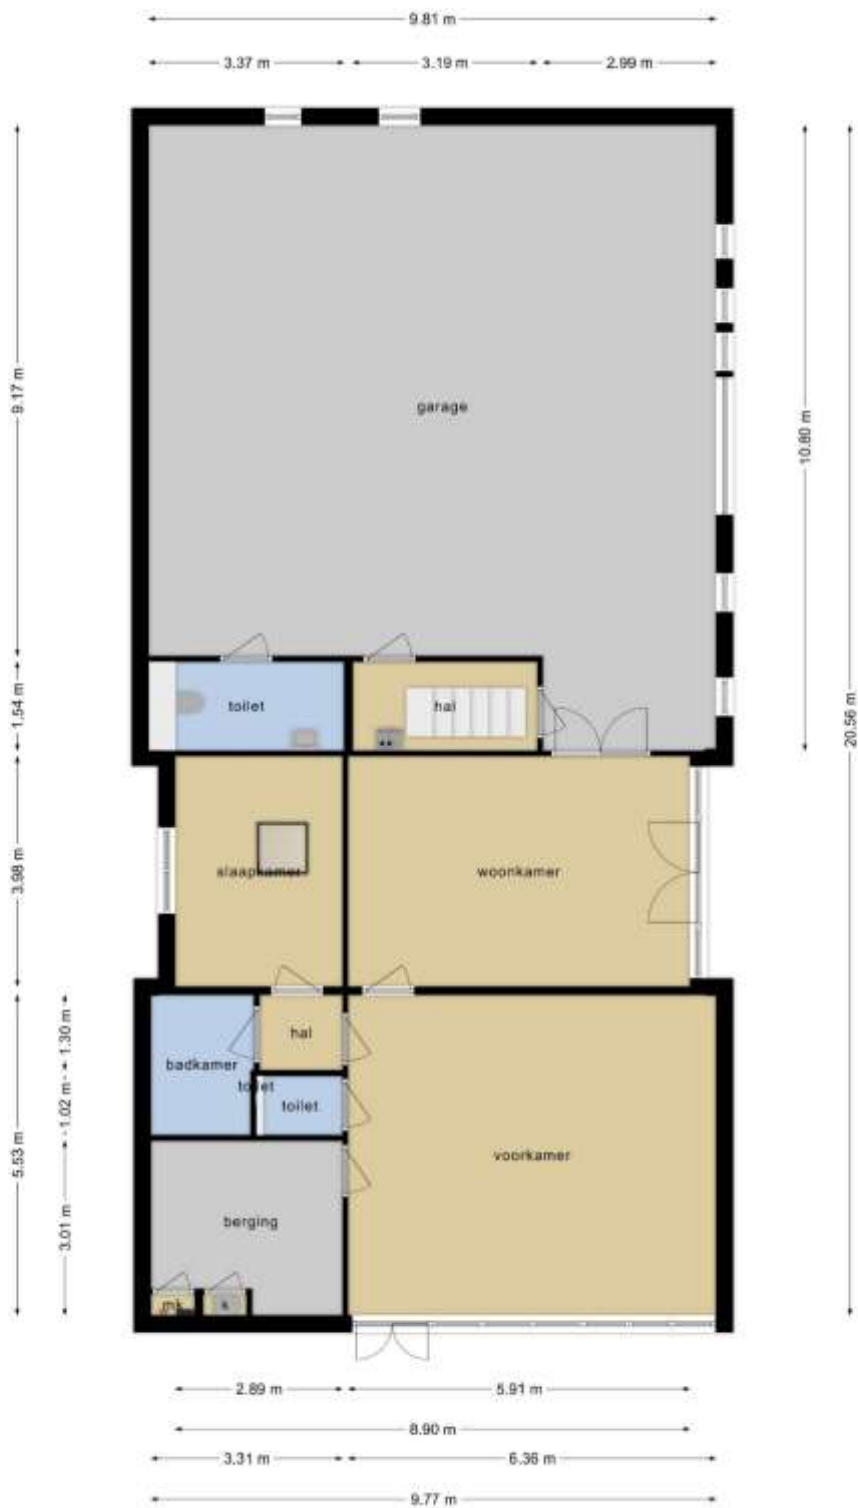 9.81 m
3.37 m 3.19 m 2.99 m
9.17 m
10.80 m
garage
1.54 m
toilet
hal
20.56 m
3.98 m
slaapkamer
woonkamer
1.30 m
hal
badkamer
toilet
1.02 m
toilet
5.53 m
voorkamer
3.01 m
berging
mk
2.89 m 5.91 m
8.90 m
3.31 m 6.36 m
9.77 m